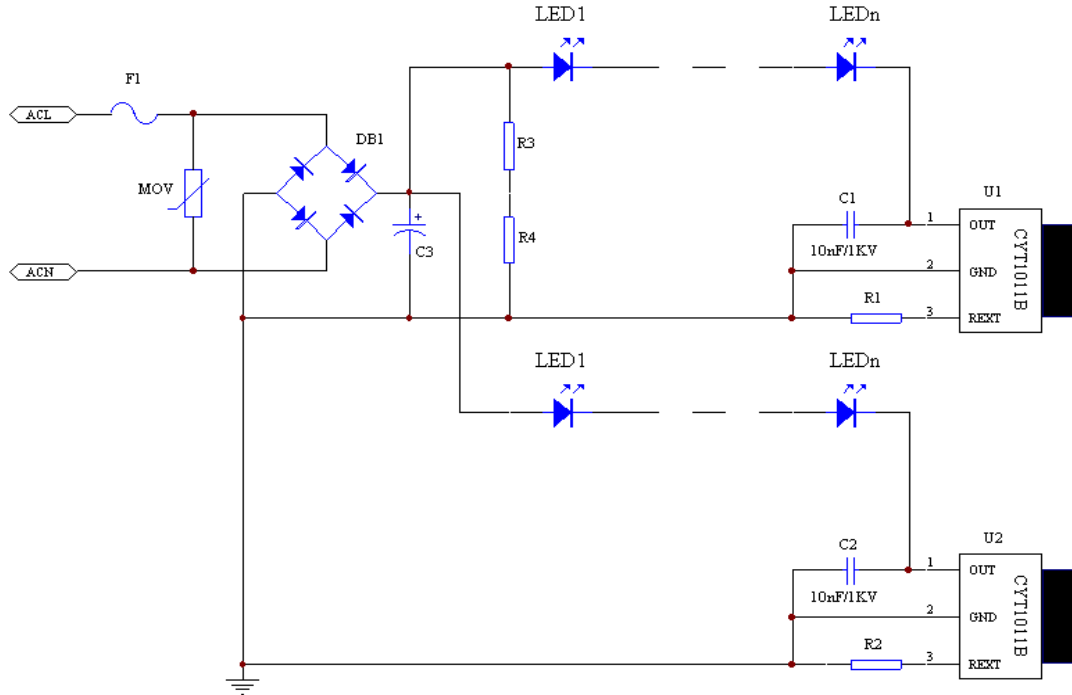 LED1
LEDn
F1
ACL
DB1
R3
MOV
U1
C1
1
OUT
10nF/1KV
R4
C3
CYT1011B
ACN
2
GND
R1
3
REXT
LED1
LEDn
U2
C2
1
OUT
10nF/1KV
CYT1011B
2
GND
R2
3
REXT
+